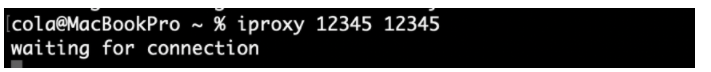 [cola@MacBookPro ~ % iproxy 12345 12345
waiting for connection